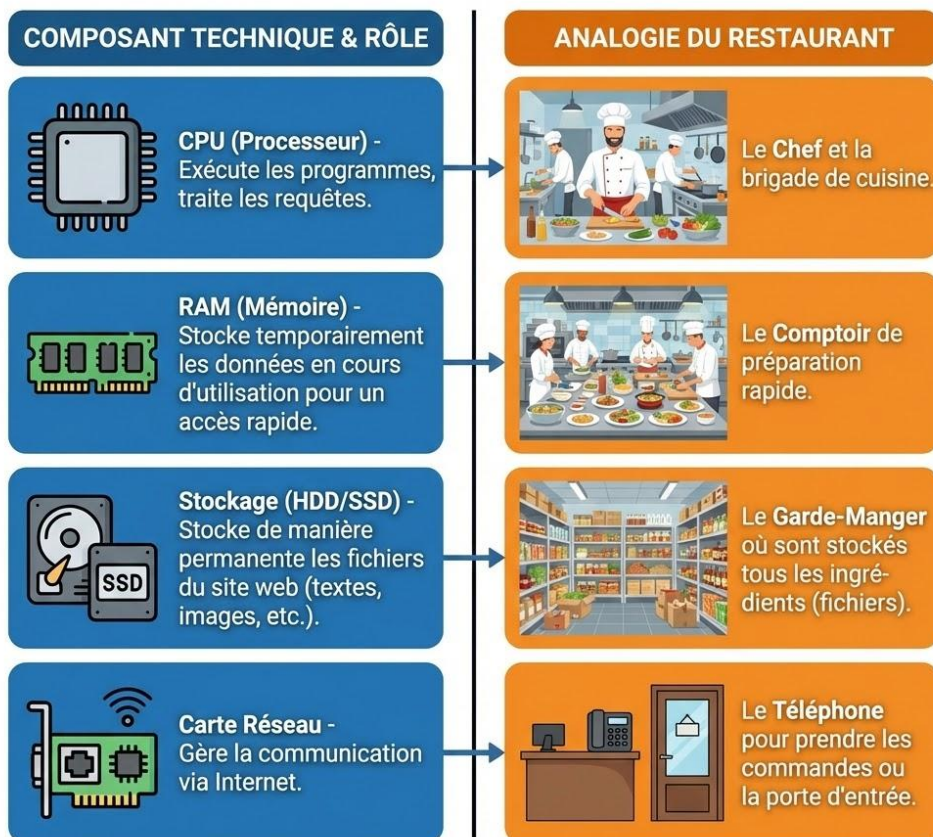 COMPOSANT TECHNIQUE & RÔLE
ANALOGIE DU RESTAURANT
CPU (Processeur) -
Exécute les programmes,
traite les requêtes.
Le Chef et la
brigade de cuisine.
RAM (Mémoire) -
Stocke temporairement
les données en cours
d'utilisation pour un
accès rapide.
Le Comptoir de
préparation
rapide.
SSD
Stockage (HDD/SSD) -
Stocke de manière
permanente les fichiers
du site web (textes,
images, etc.).
Le Garde-Manger
où sont stockés
tous les ingré-
dients (fichiers).
Carte Réseau -
Gère la communication
via Internet.
Le Téléphone
pour prendre les
commandes ou
la porte d'entrée.